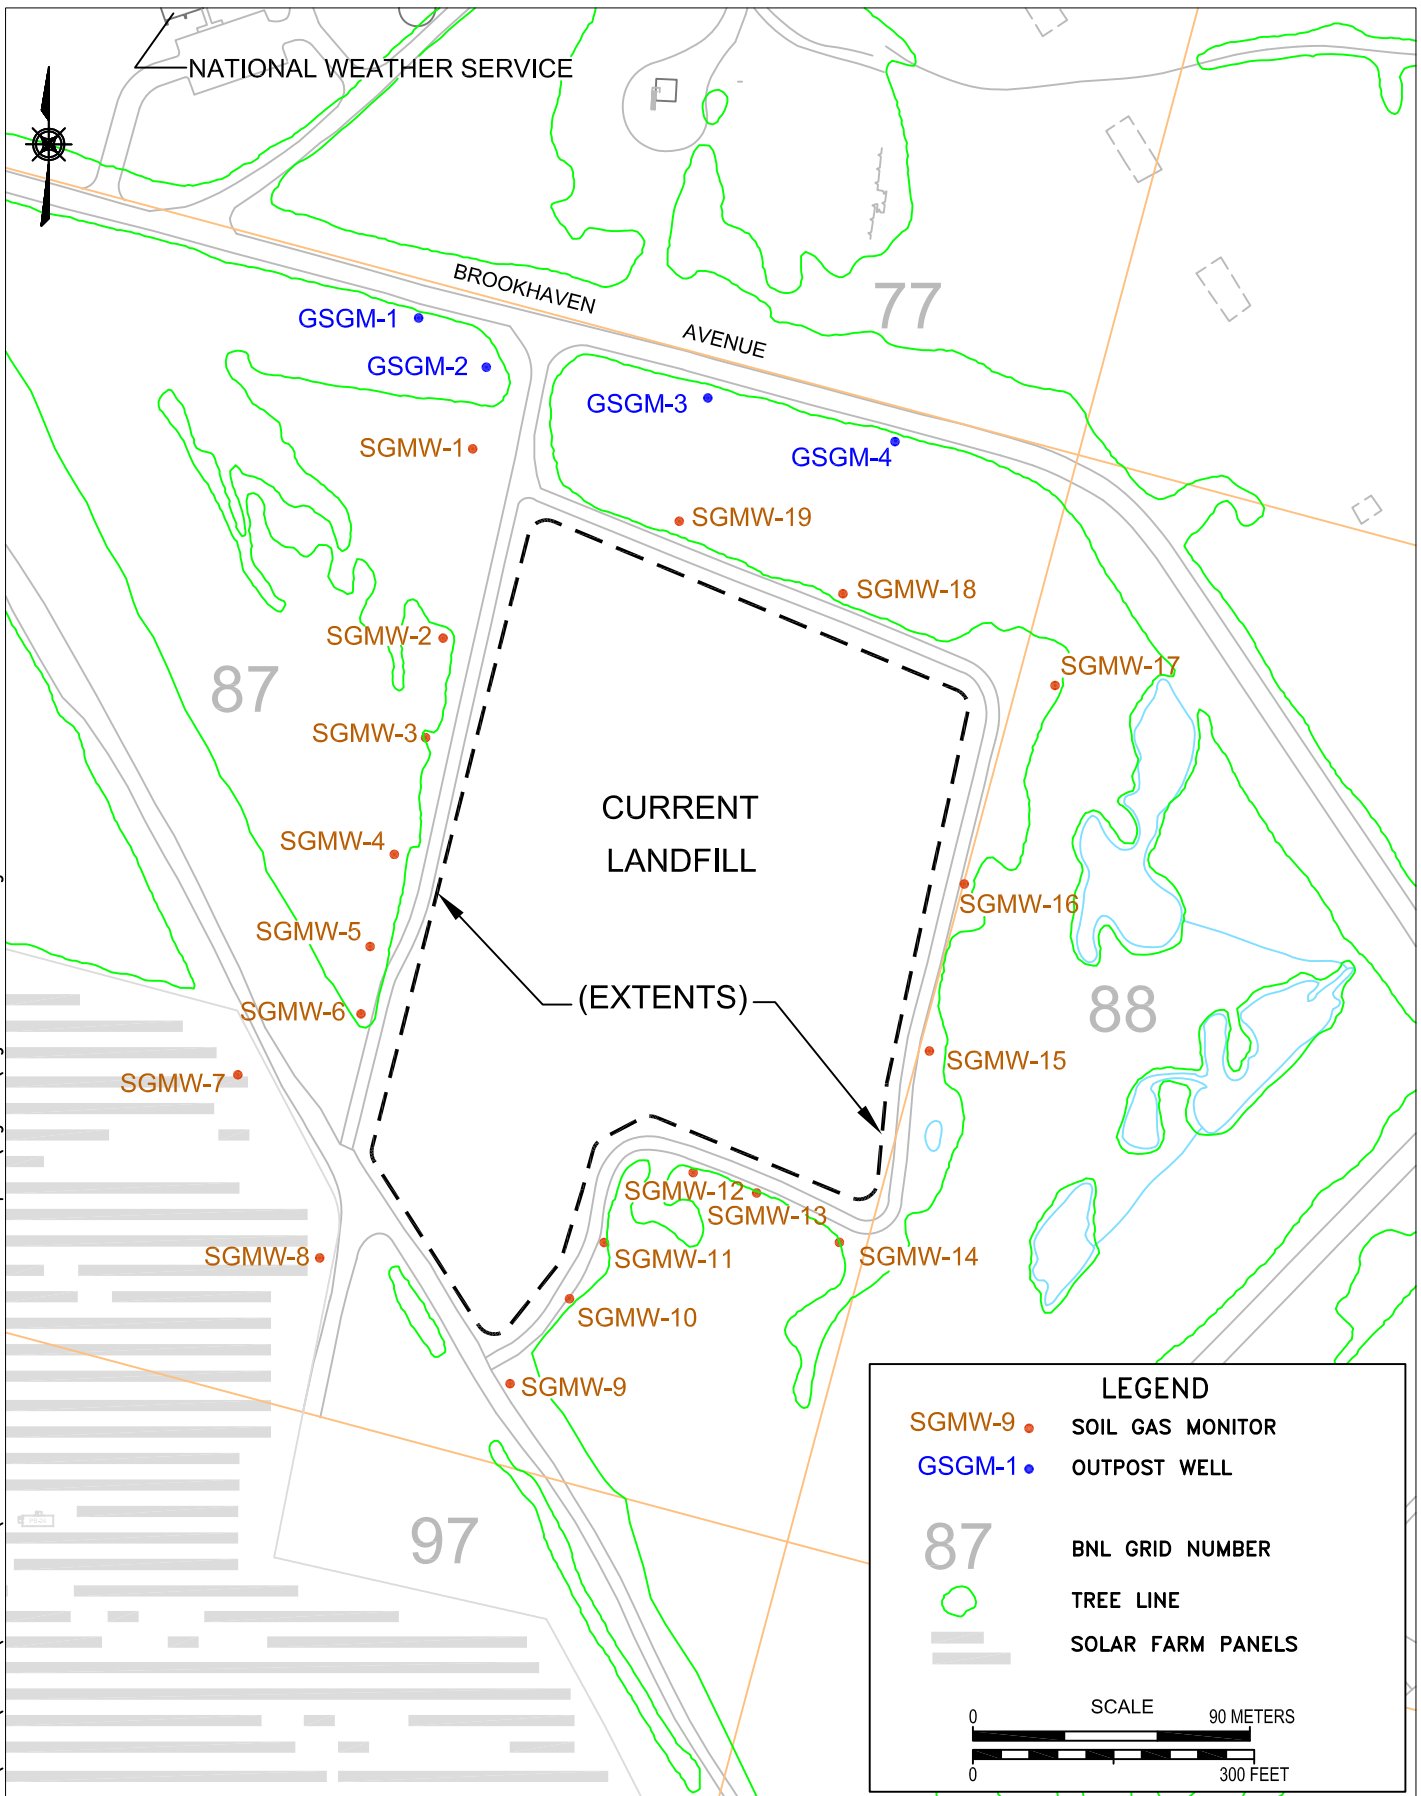 NATIONAL WEATHER SERVICE
BROOKHAVEN
AVENUE
77
GSGM-1
GSGM-2
GSGM-3
GSGM-4
SGMW-1
SGMW-19
SGMW-18
SGMW-2
SGMW-17
87
SGMW-3
CURRENT
LANDFILL
SGMW-4
SGMW-16
SGMW-5
(EXTENTS)
88
SGMW-6
SGMW-15
SGMW-7
SGMW-12
SGMW-13
SGMW-8
SGMW-11
SGMW-14
SGMW-10
SGMW-9
97
LEGEND
SGMW-9 SOIL GAS MONITOR
GSGM-1 OUTPOST WELL
87 BNL GRID NUMBER
TREE LINE
SOLAR FARM PANELS
SCALE
0 90 METERS
0 300 FEET